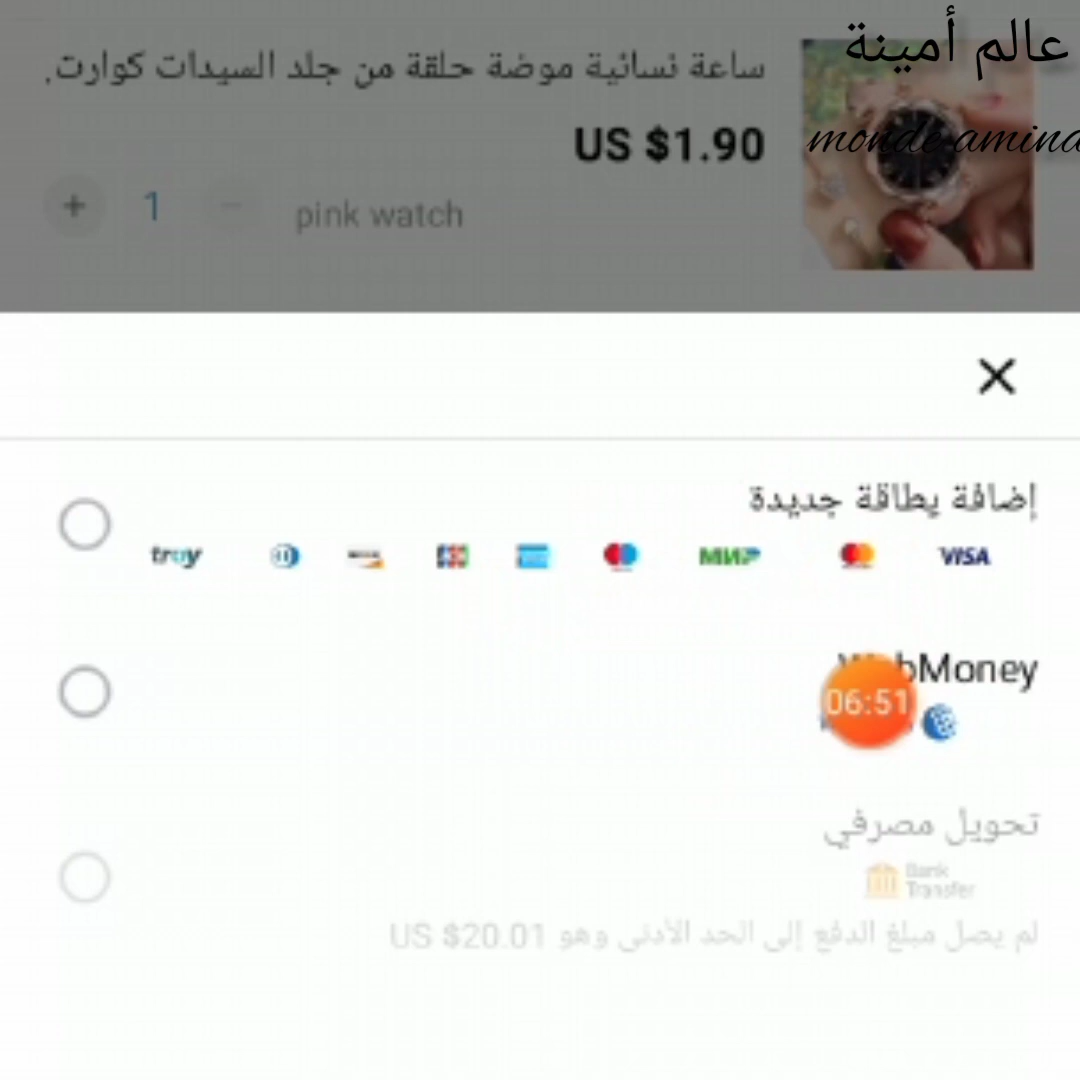 عالم أمينة
monde amina
ساعة نسائية موضة حلقة من جلد السيدات كوارت.
US $1.90
pink watch
1
إضافة بطاقة جديدة
VISA
МИР
troy
WebMoney
06:51
تحويل مصرفي
Bank
Transfer
لم يصل مبلغ الدفع إلى الحد الأدنى وهو US $20.01